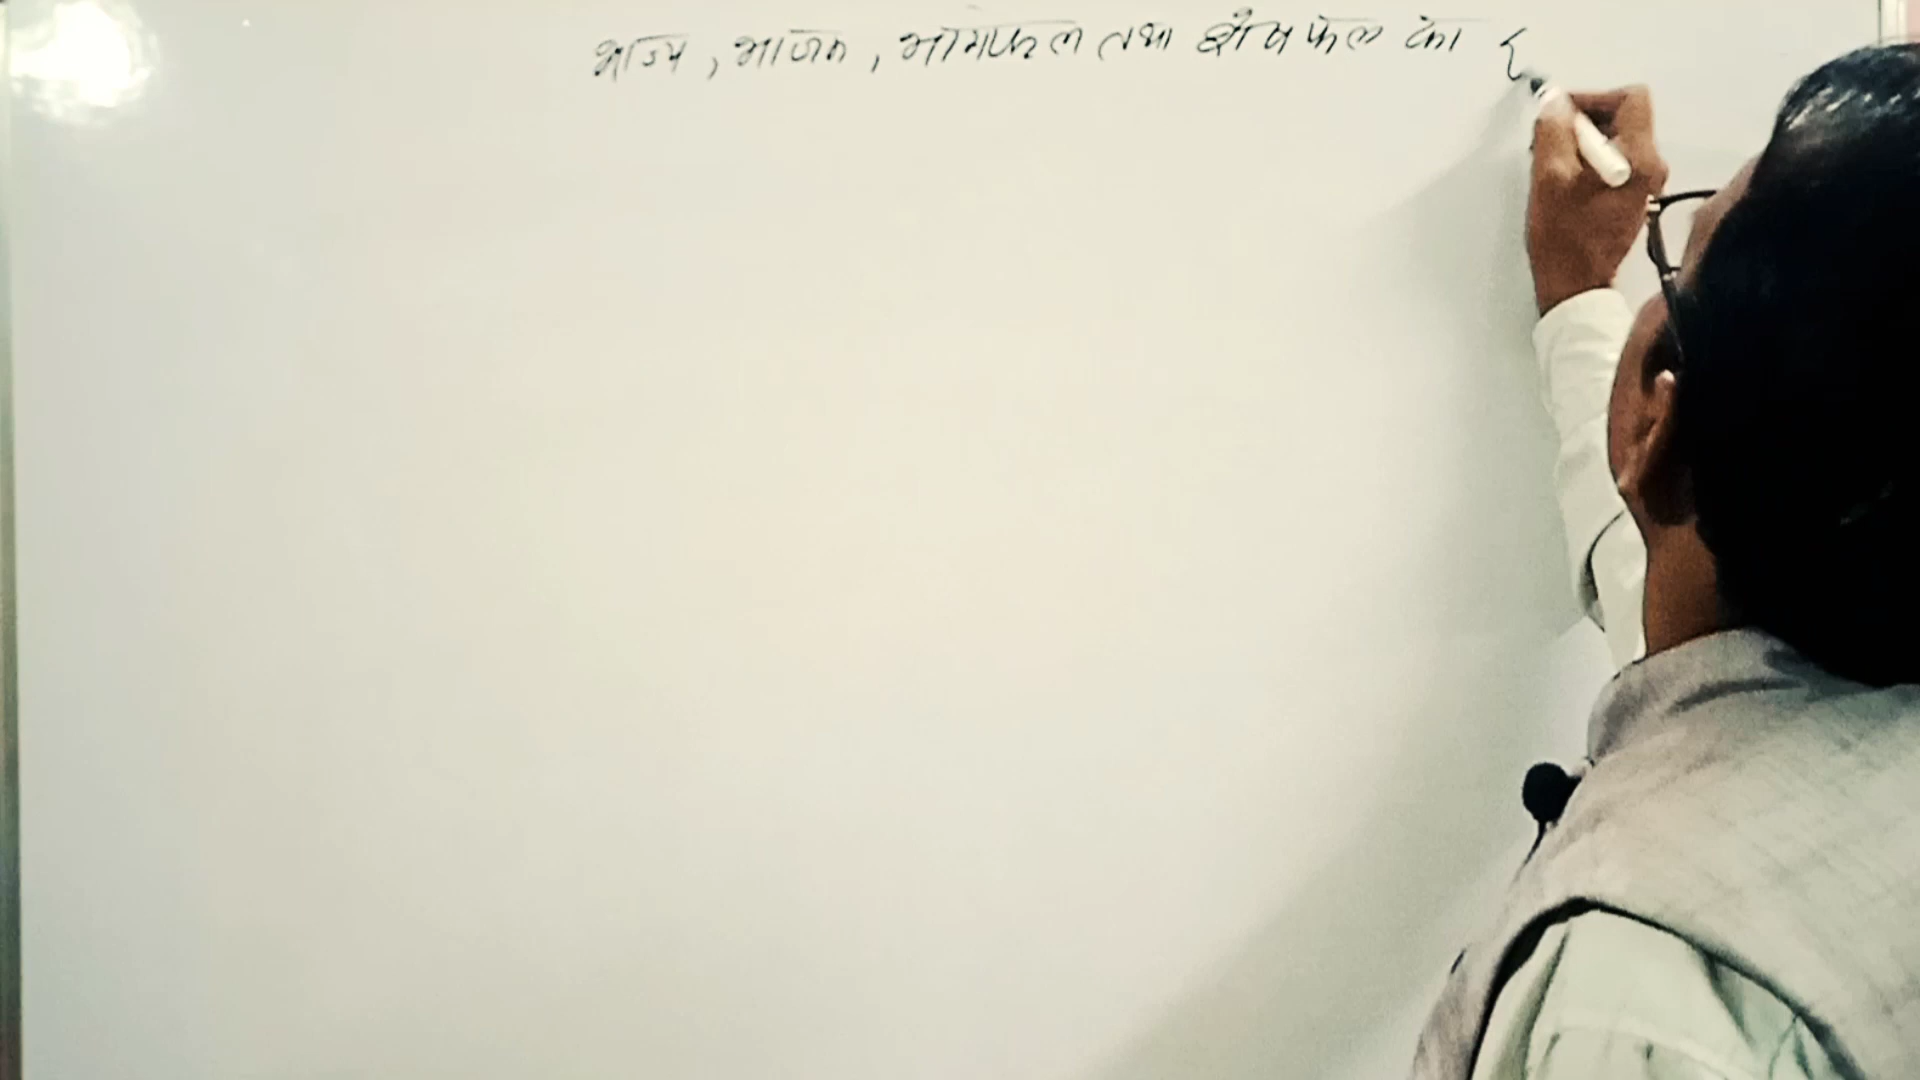 भाज्य, भाजक, भागफल तथा शेषफल का